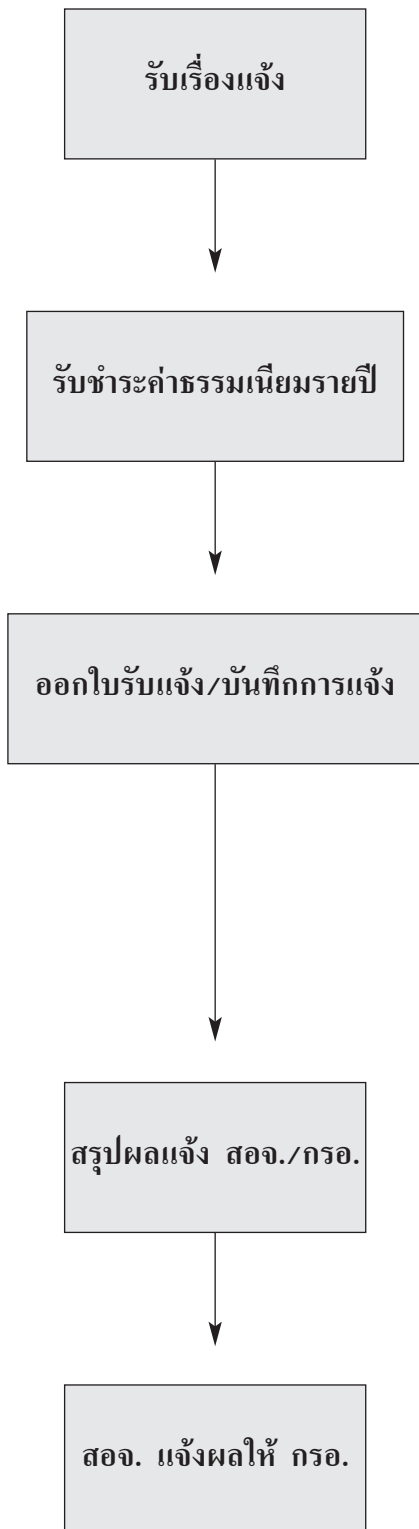 รับเรื่องแจ้ง
รับชำระค่าธรรมเนียมรายปี
ออกใบรับแจ้ง/บันทึกการแจ้ง
สรุปผลแจ้ง สอจ./กรอ.
สอจ. แจ้งผลให้ กรอ.